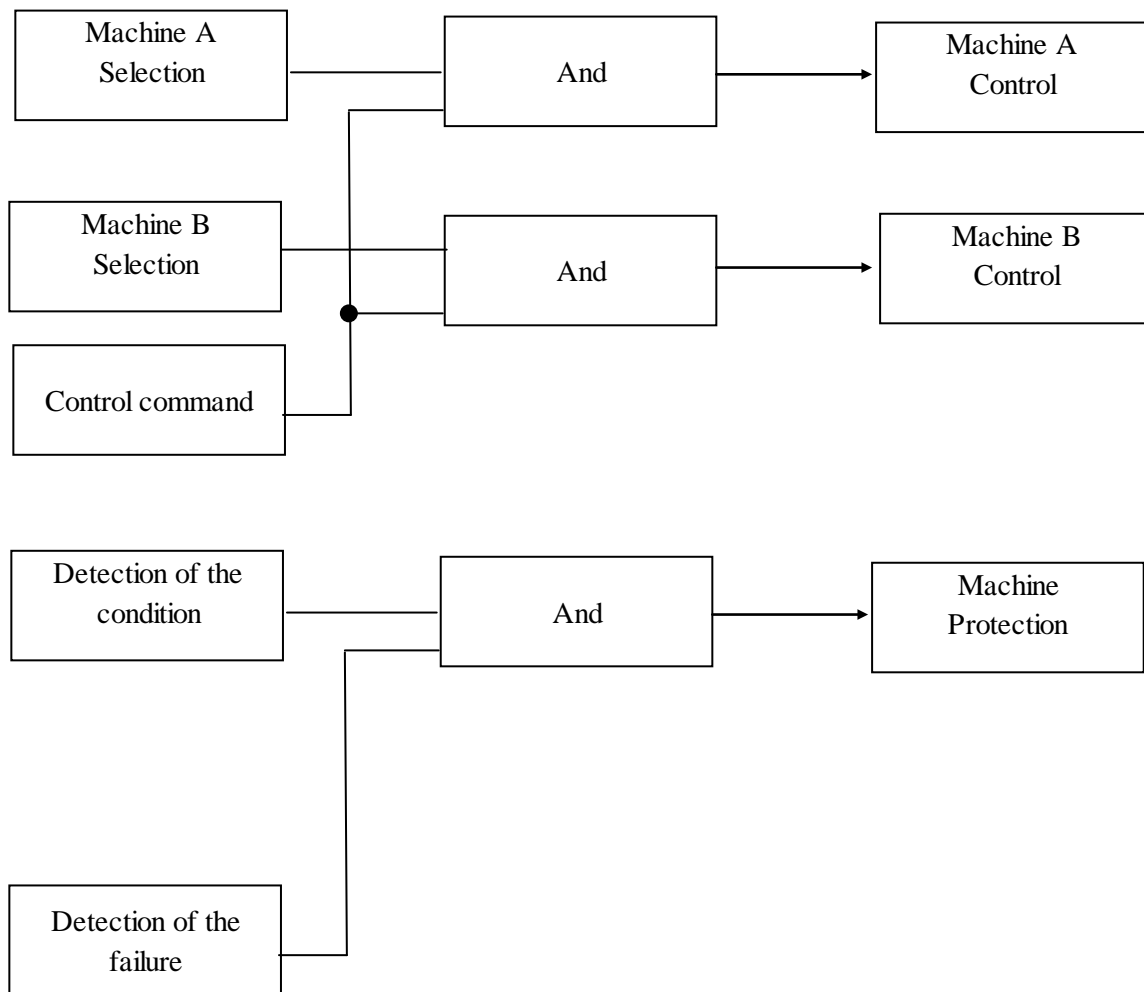 Machine A
Selection
And
Machine A
Control
Machine B
Selection
And
Machine B
Control
Control command
Detection of the
condition
And
Machine
Protection
Detection of the
failure